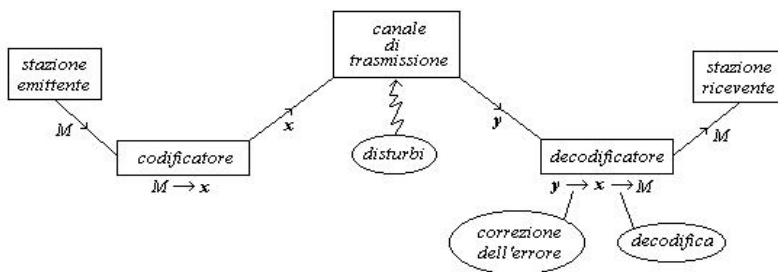 stazione
emittente
M
codificatore
M → x
x
canale
di
trasmissione
disturbi
y
decodificatore
y → x → M
correzione
dell'errore
decodifica
M
stazione
ricevente